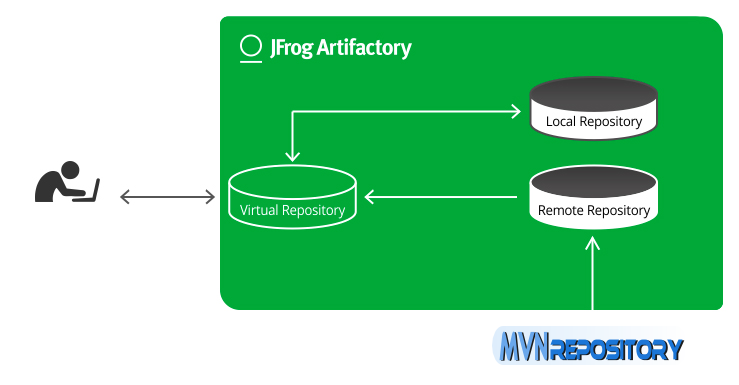 JFrog Artifactory
Local Repository
Virtual Repository
Remote Repository
MVNREPOSITORY